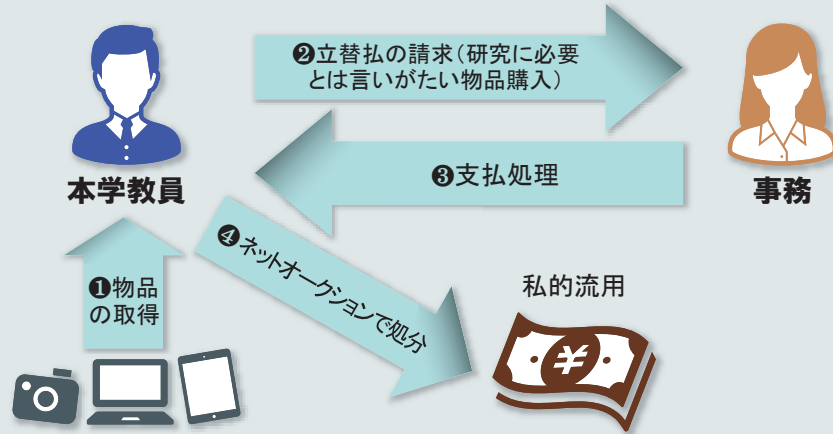 ❷立替払の請求（研究に必要
とは言いがたい物品購入）
❸支払処理
本学教員
事務
❹ネットオークションで処分
❶物品
の取得
私的流用
¥